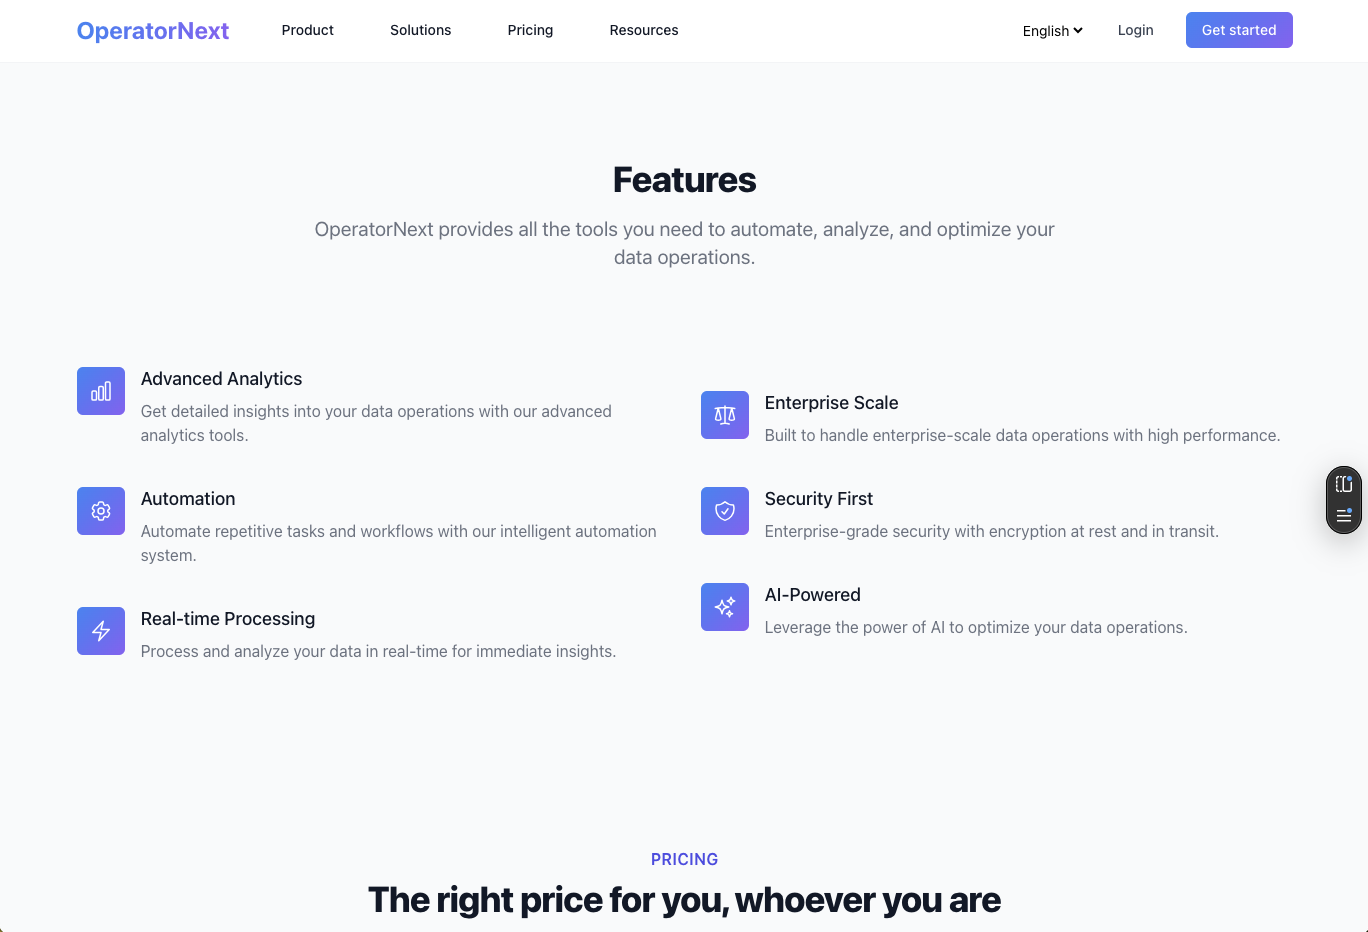 OperatorNext
Product
Solutions
Pricing
Resources
English
Login
Get started
Features
OperatorNext provides all the tools you need to automate, analyze, and optimize your
data operations.
Advanced Analytics
Get detailed insights into your data operations with our advanced
analytics tools.
Automation
Automate repetitive tasks and workflows with our intelligent automation
system.
Real-time Processing
Process and analyze your data in real-time for immediate insights.
Enterprise Scale
Built to handle enterprise-scale data operations with high performance.
Security First
Enterprise-grade security with encryption at rest and in transit.
AI-Powered
Leverage the power of AI to optimize your data operations.
PRICING
The right price for you, whoever you are